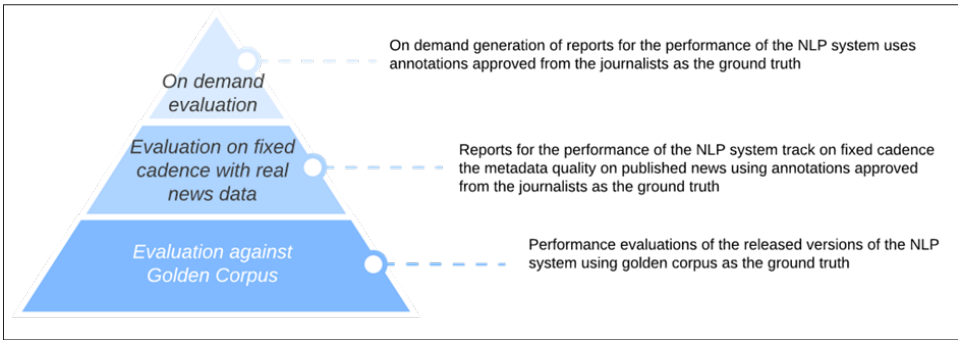 On demand generation of reports for the performance of the NLP system uses
annotations approved from the journalists as the ground truth
On demand
evaluation
Evaluation on fixed
cadence with real
news data
Reports for the performance of the NLP system track on fixed cadence
the metadata quality on published news using annotations approved
from the journalists as the ground truth
Evaluation against
Golden Corpus
Performance evaluations of the released versions of the NLP
system using golden corpus as the ground truth